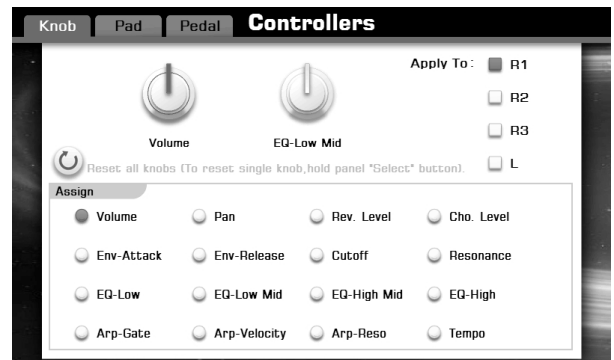 Knob Pad Pedal Controllers
Apply To: R1
R2
R3
L
Volume EQ-Low Mid
Reset all knobs (To reset single knob,hold panel "Select" button).
Assign
Volume Pan Rev. Level Cho. Level
Env-Attack Env-Release Cutoff Resonance
EQ-Low EQ-Low Mid EQ-High Mid EQ-High
Arp-Gate Arp-Velocity Arp-Reso Tempo